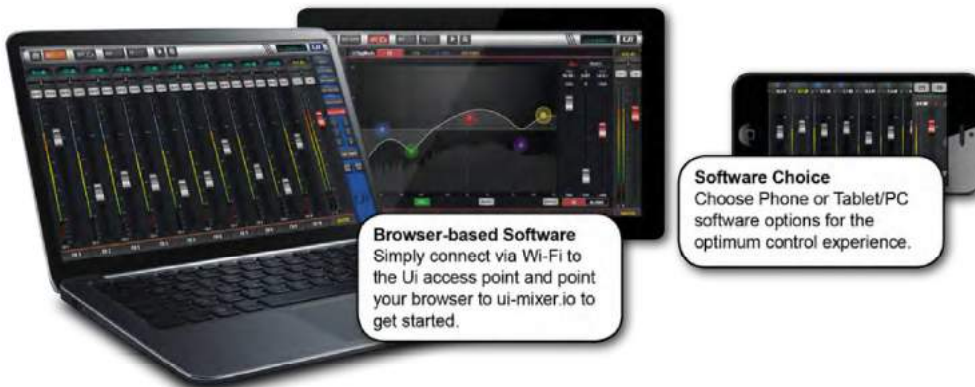 Browser-based Software
Simply connect via Wi-Fi to
the Ui access point and point
your browser to ui-mixer.io to
get started.
Software Choice
Choose Phone or Tablet/PC
software options for the
optimum control experience.